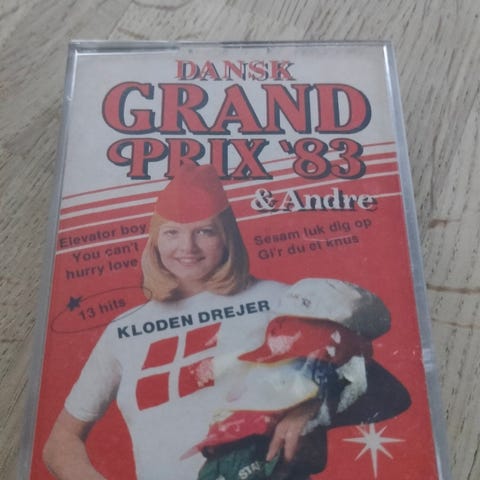 DANSK
GRAND
PRIX '83
& Andre
Elevator boy
You can't
hurry love
Sesam luk dig op
Gi'r du et knus
13 hits
KLODEN DREJER